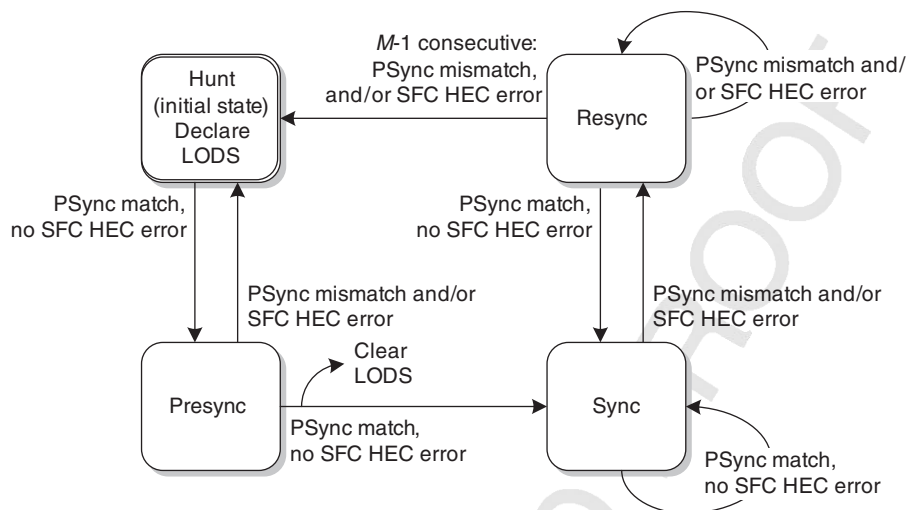 M-1 consecutive:
PSync mismatch,
and/or SFC HEC error
Hunt
(initial state)
Declare
LODS
Resync
PSync mismatch and/
or SFC HEC error
PSync match,
no SFC HEC error
PSync match,
no SFC HEC error
PSync mismatch and/or
SFC HEC error
PSync mismatch and/or
SFC HEC error
Clear
LODS
Presync
Sync
PSync match,
no SFC HEC error
PSync match,
no SFC HEC error
PROOF